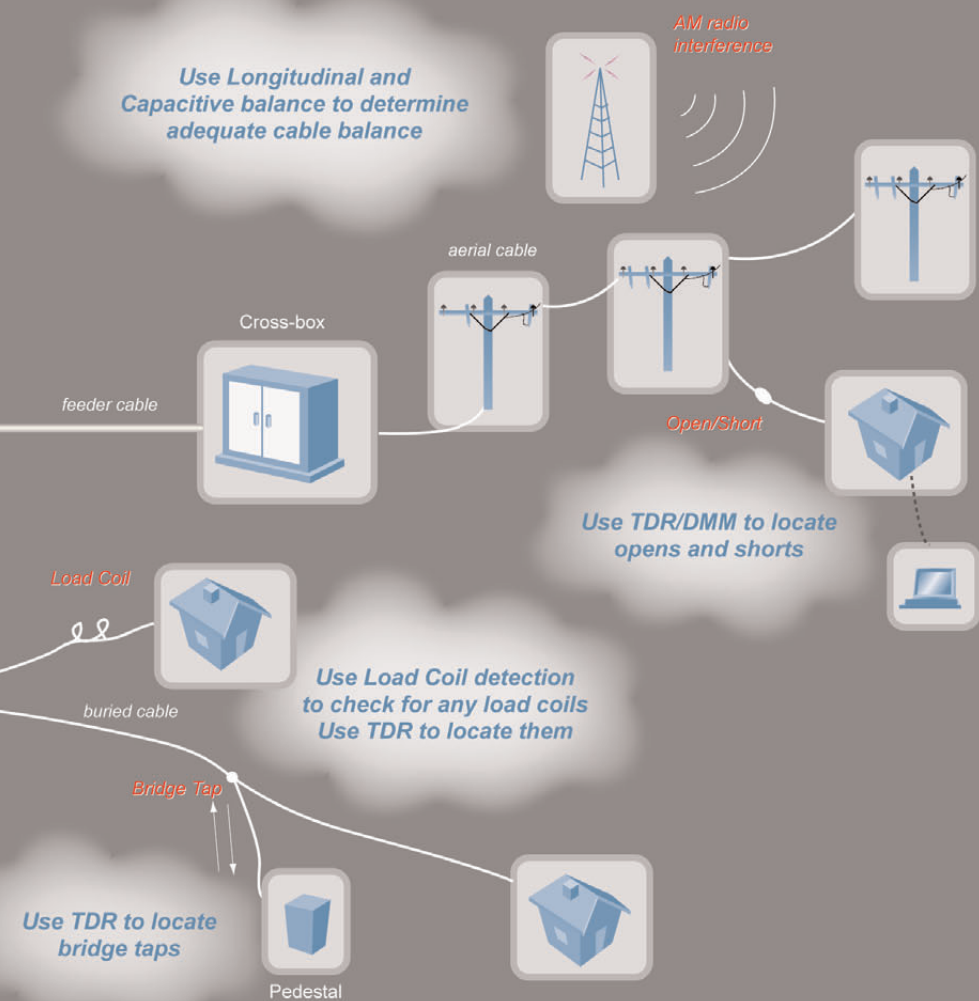 AM radio
interference
Use Longitudinal and
Capacitive balance to determine
adequate cable balance
aerial cable
Cross-box
feeder cable
Open/Short
Use TDR/DMM to locate
opens and shorts
Load Coil
Use Load Coil detection
to check for any load coils
Use TDR to locate them
buried cable
Bridge Tap
Use TDR to locate
bridge taps
Pedestal